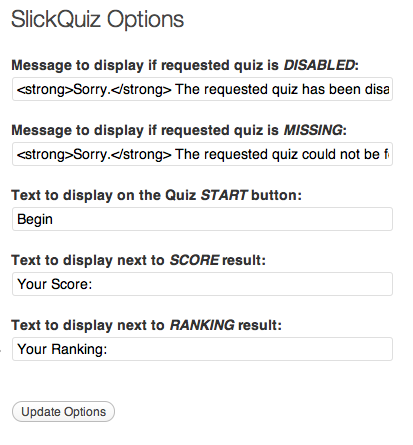 SlickQuiz Options
Message to display if requested quiz is DISABLED:
<strong>Sorry.</strong> The requested quiz has been disa
Message to display if requested quiz is MISSING:
<strong>Sorry.</strong> The requested quiz could not be f
Text to display on the Quiz START button:
Begin
Text to display next to SCORE result:
Your Score:
Text to display next to RANKING result:
Your Ranking:
Update Options